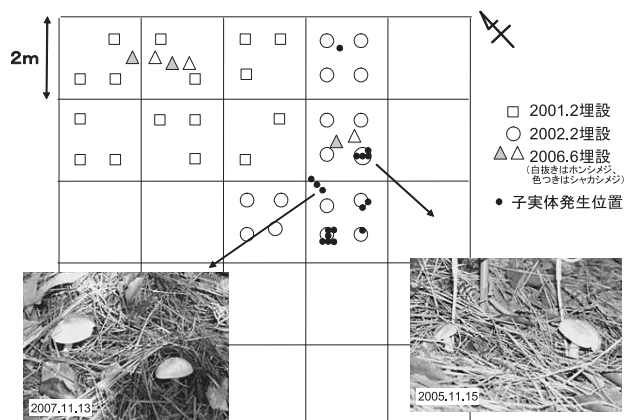 2m
□ 2001.2埋設
○ 2002.2埋設
▲△ 2006.6埋設
(白抜きはホンシメジ、
色つきはシャカシメジ)
● 子実体発生位置
2007.11.13
2005.11.15